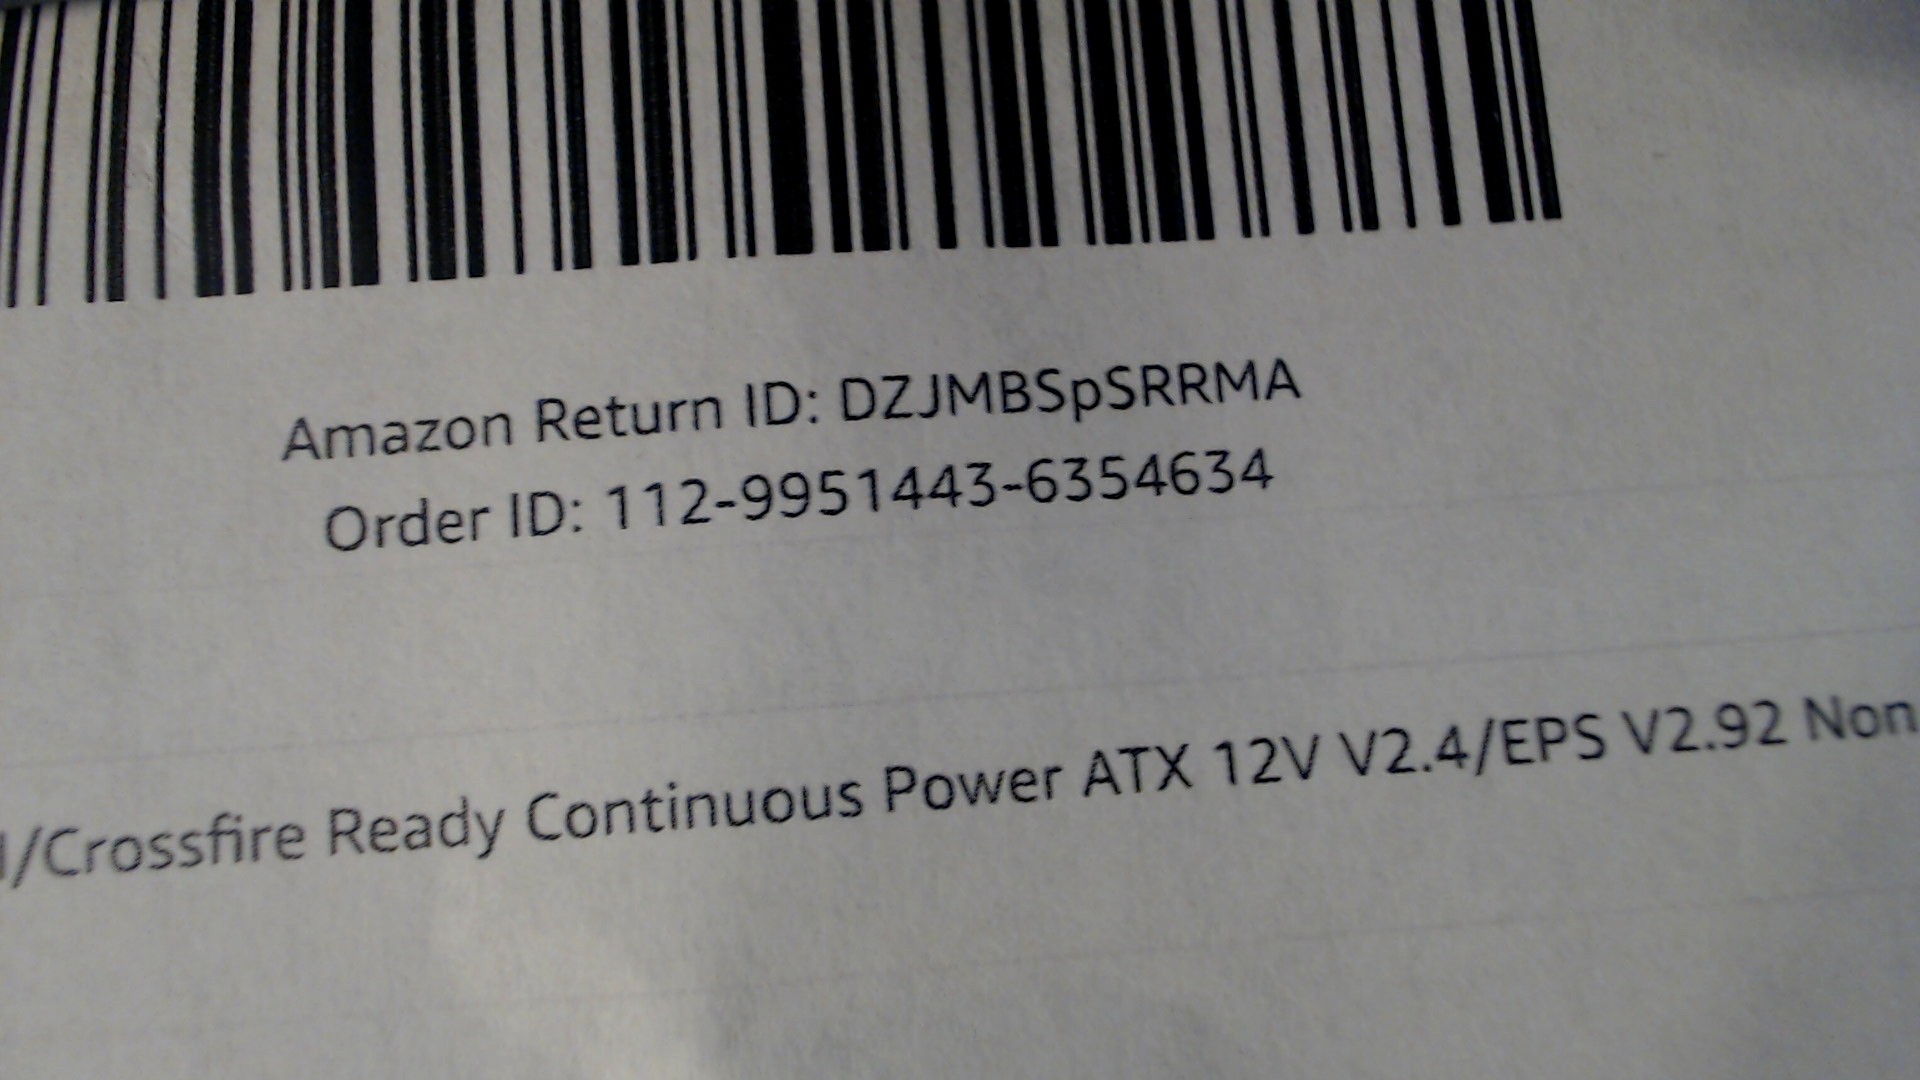 Amazon Return ID: DZJMBSpSRRMA
Order ID: 112-9951443-6354634
/Crossfire Ready Continuous Power ATX 12V V2.4/EPS V2.92 Non